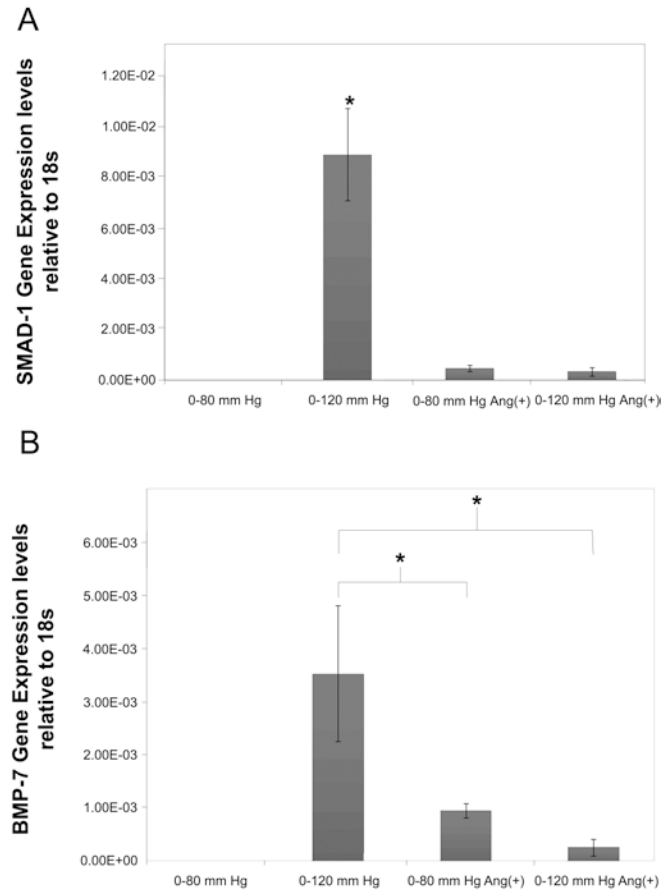 A
SMAD-1 Gene Expression levels
relative to 18s
1.20E-02
1.00E-02
8.00E-03
6.00E-03
4.00E-03
2.00E-03
0.00E+00
*
0-80 mm Hg
0-120 mm Hg
0-80 mm Hg Ang(+)
0-120 mm Hg Ang(+)
B
BMP-7 Gene Expression levels
relative to 18s
6.00E-03
5.00E-03
4.00E-03
3.00E-03
2.00E-03
1.00E-03
0.00E+00
*
*
0-80 mm Hg
0-120 mm Hg
0-80 mm Hg Ang(+)
0-120 mm Hg Ang(+)